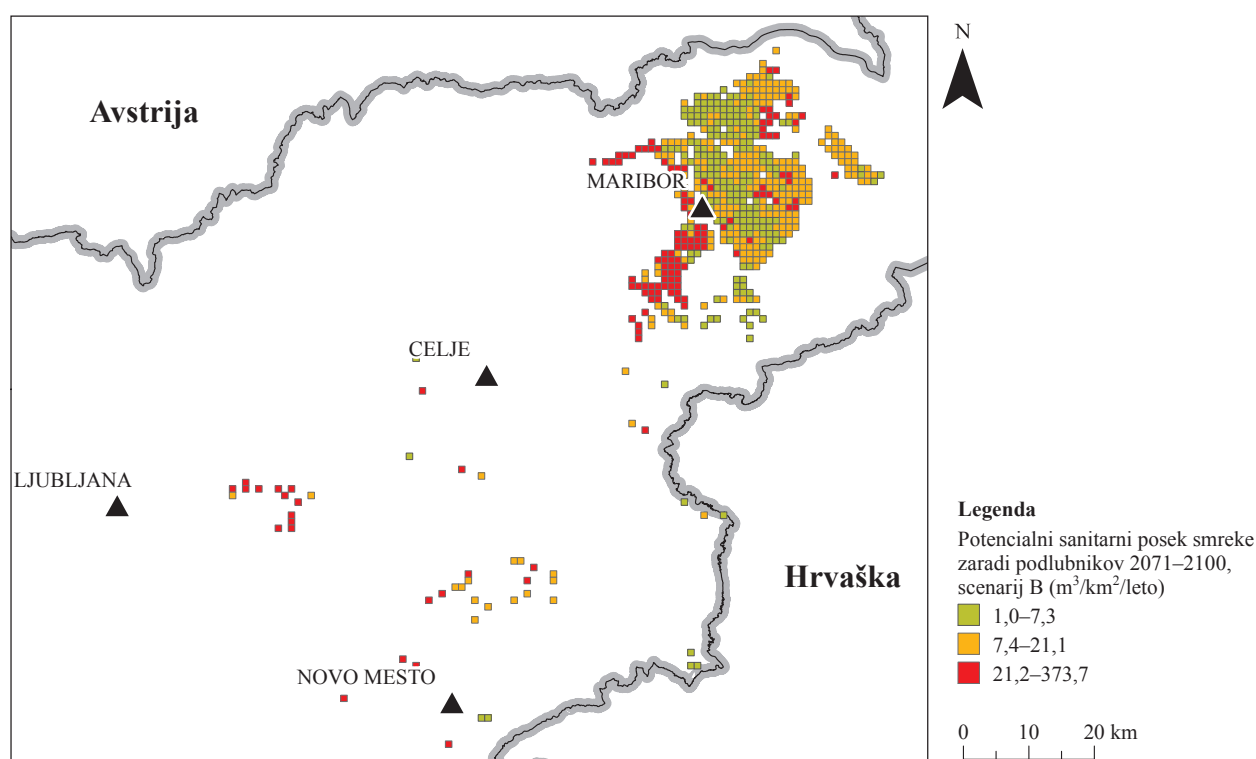 N
Avstrija
MARIBOR
CELJE
LJUBLJANA
Hrvaška
NOVO MESTO
Legenda
Potencialni sanitarni posek smreke
zaradi podlubnikov 2071–2100,
scenarij B (m³/km²/leto)
1,0–7,3
7,4–21,1
21,2–373,7
0 10 20 km